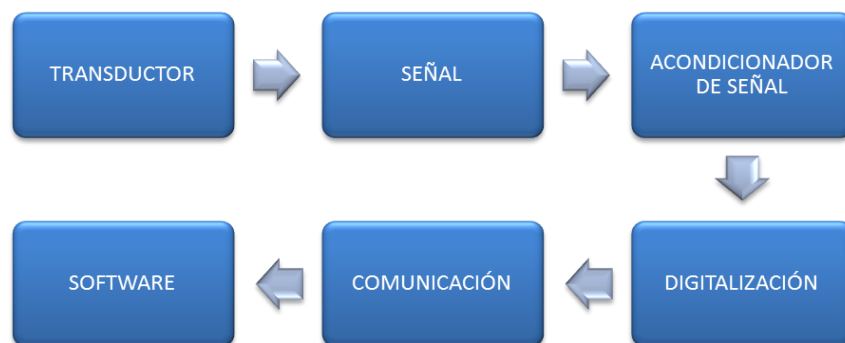 TRANSDUCTOR
SEÑAL
ACONDICIONADOR
DE SEÑAL
SOFTWARE
COMUNICACIÓN
DIGITALIZACIÓN